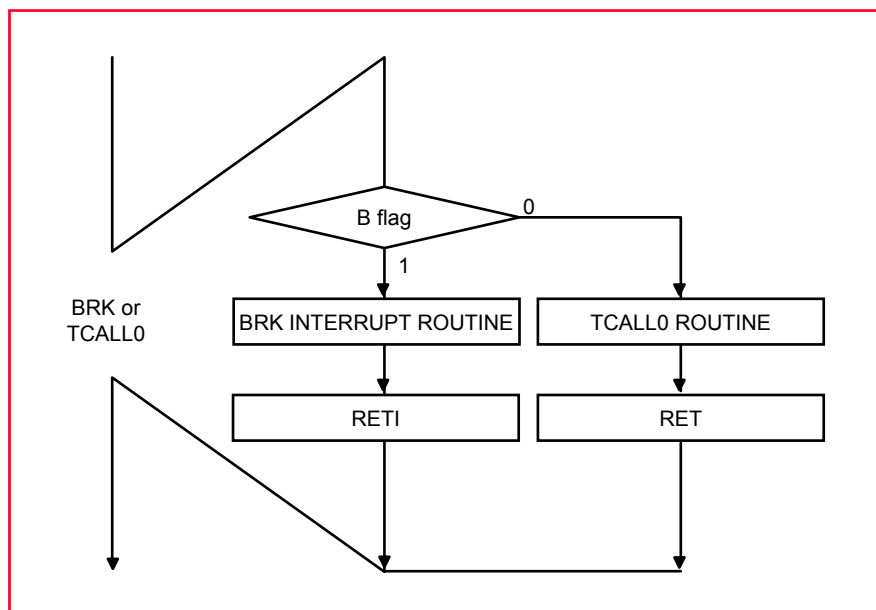 B flag
0
1
BRK or
TCALL0
BRK INTERRUPT ROUTINE
TCALL0 ROUTINE
RETI
RET